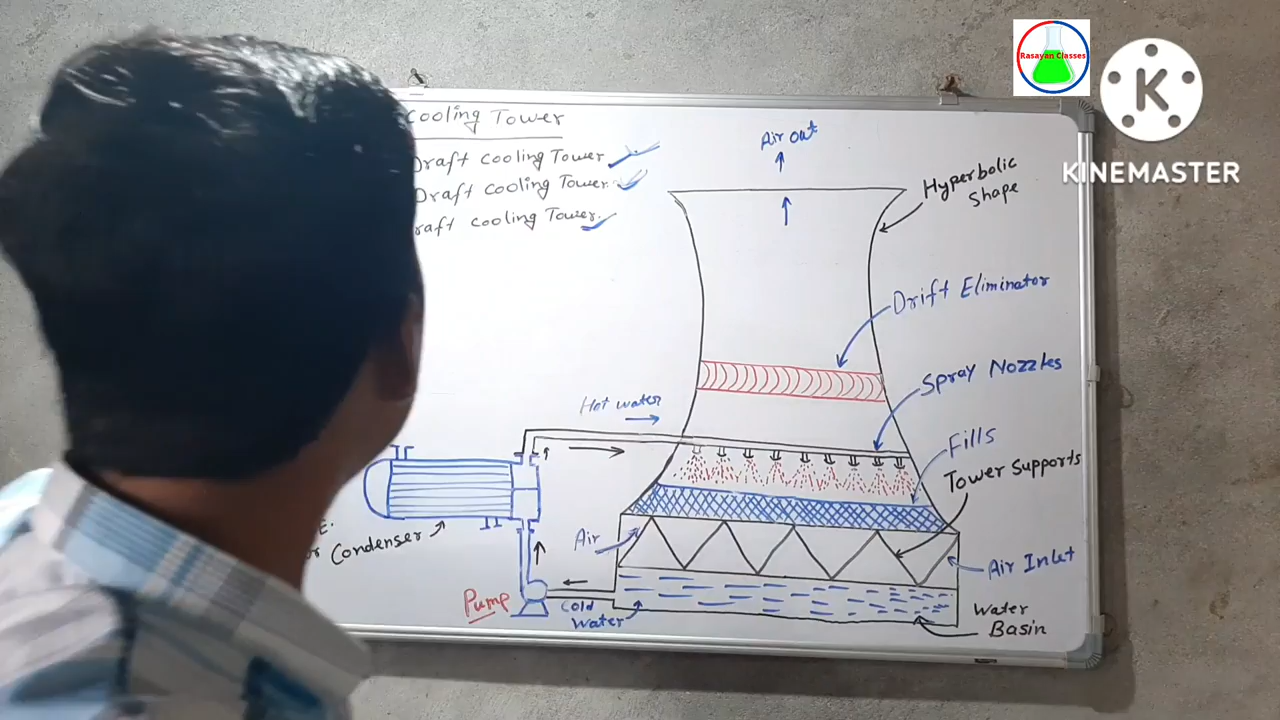 Cooling Tower
Draft Cooling Tower
Draft Cooling Tower
raft Cooling Tower
Air out
Hyperbolic
Shape
Drift Eliminator
Spray Nozzles
Hot water
Fills
Tower Supports
Air
Air Inlet
E.
or Condenser
Pump
Cold
Water
Water
Basin
Rasayan Classes
K
KINEMASTER